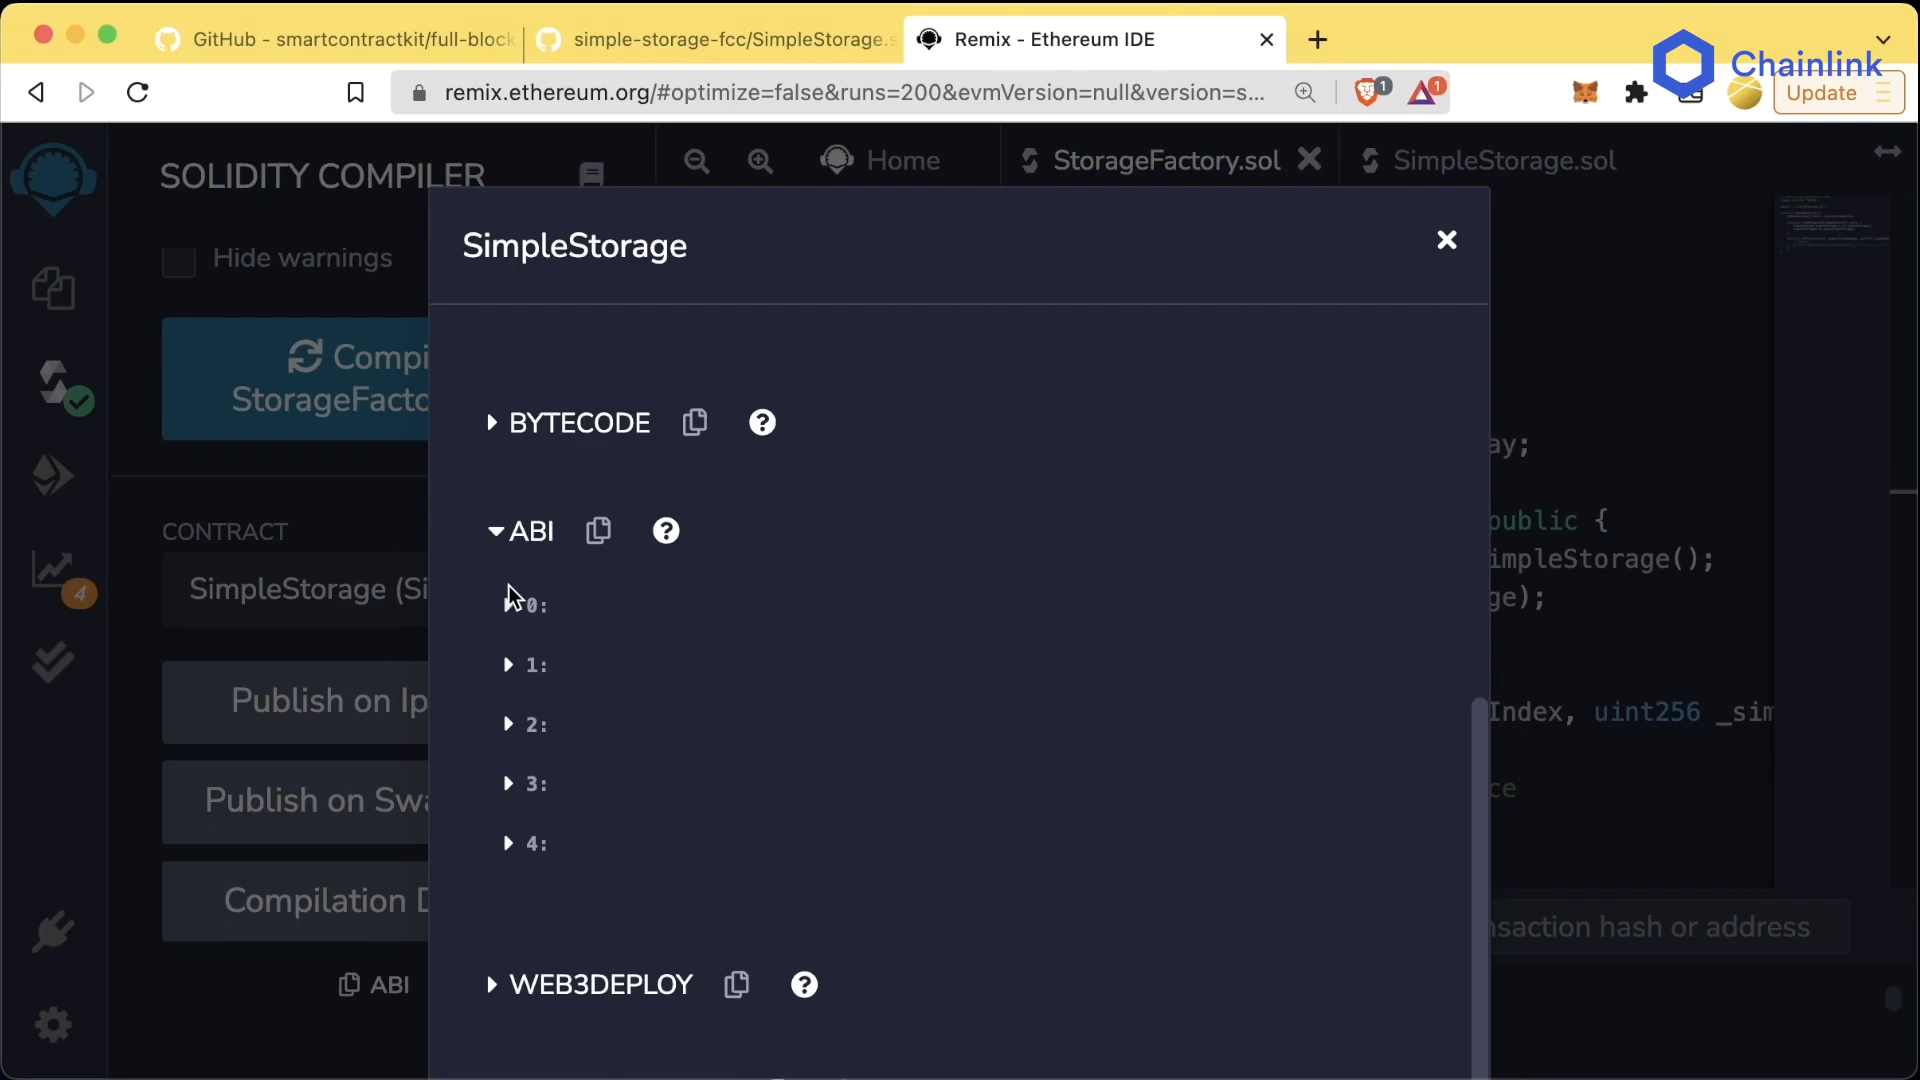 GitHub - smartcontractkit/full-block
simple-storage-fcc/SimpleStorage.s
Remix - Ethereum IDE
Chainlink
remix.ethereum.org/#optimize=false&runs=200&evmVersion=null&version=s...
1
1
Update
SOLIDITY COMPILER
Home
StorageFactory.sol
SimpleStorage.sol
Hide warnings
SimpleStorage
Compi
StorageFacto
BYTECODE
ay;
public {
ABI
CONTRACT
impleStorage();
SimpleStorage (Si
0:
ge);
4
1:
Publish on Ip
2:
Index, uint256 _sim
3:
ce
Publish on Swa
4:
Compilation D
nsaction hash or address
ABI
WEB3DEPLOY